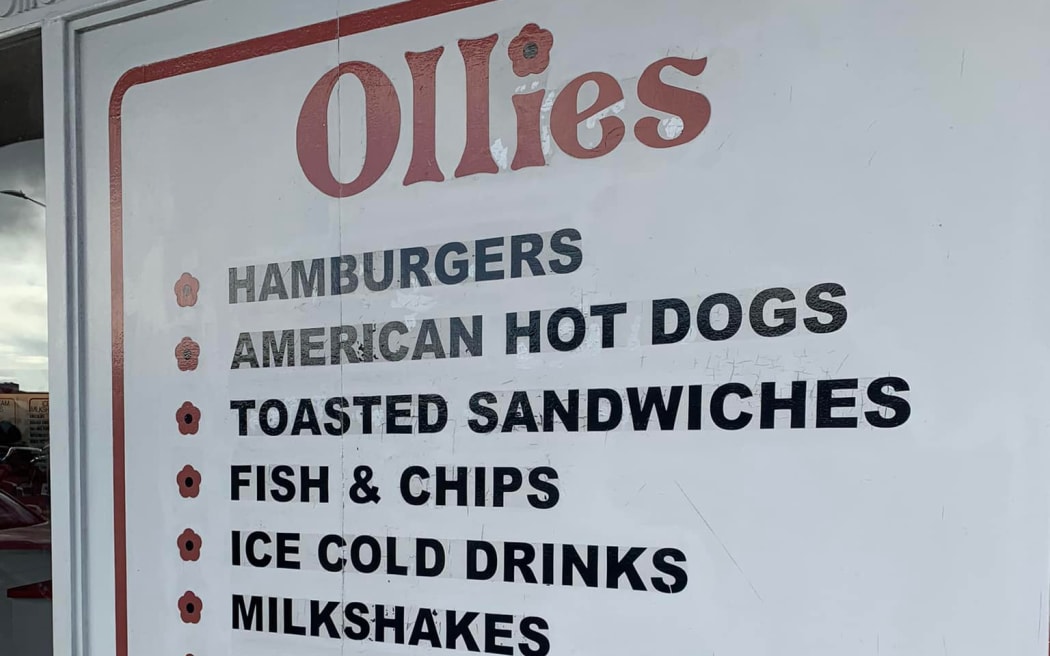 Ollies
HAMBURGERS
AMERICAN HOT DOGS
TOASTED SANDWICHES
FISH & CHIPS
ICE COLD DRINKS
MILKSHAKES